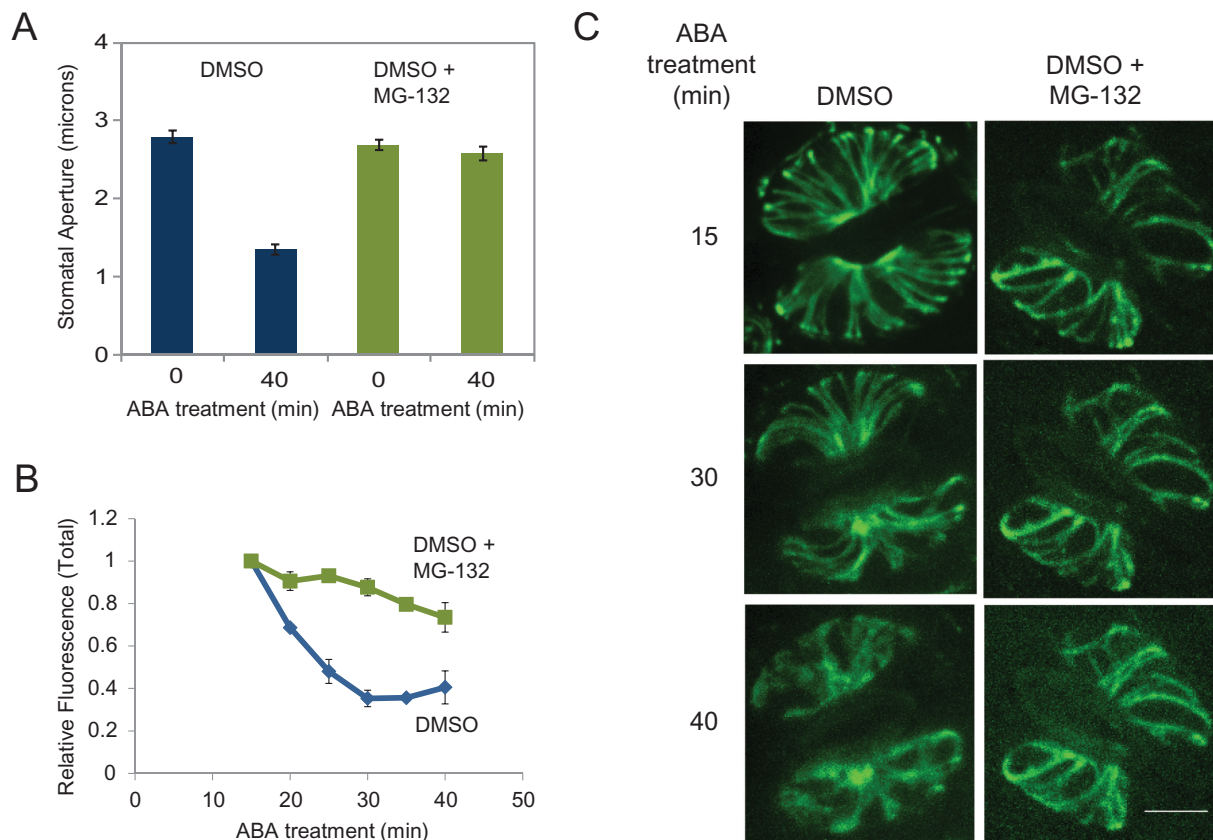 A
Stomatal Aperture (microns)
4
3
2
1
0
DMSO
DMSO +
MG-132
0
40
0
40
ABA treatment (min)
ABA treatment (min)
B
Relative Fluorescence (Total)
1.2
1
0.8
0.6
0.4
0.2
0
DMSO +
MG-132
DMSO
0
10
20
30
40
50
ABA treatment (min)
C
ABA
treatment
(min)
DMSO
DMSO +
MG-132
15
30
40